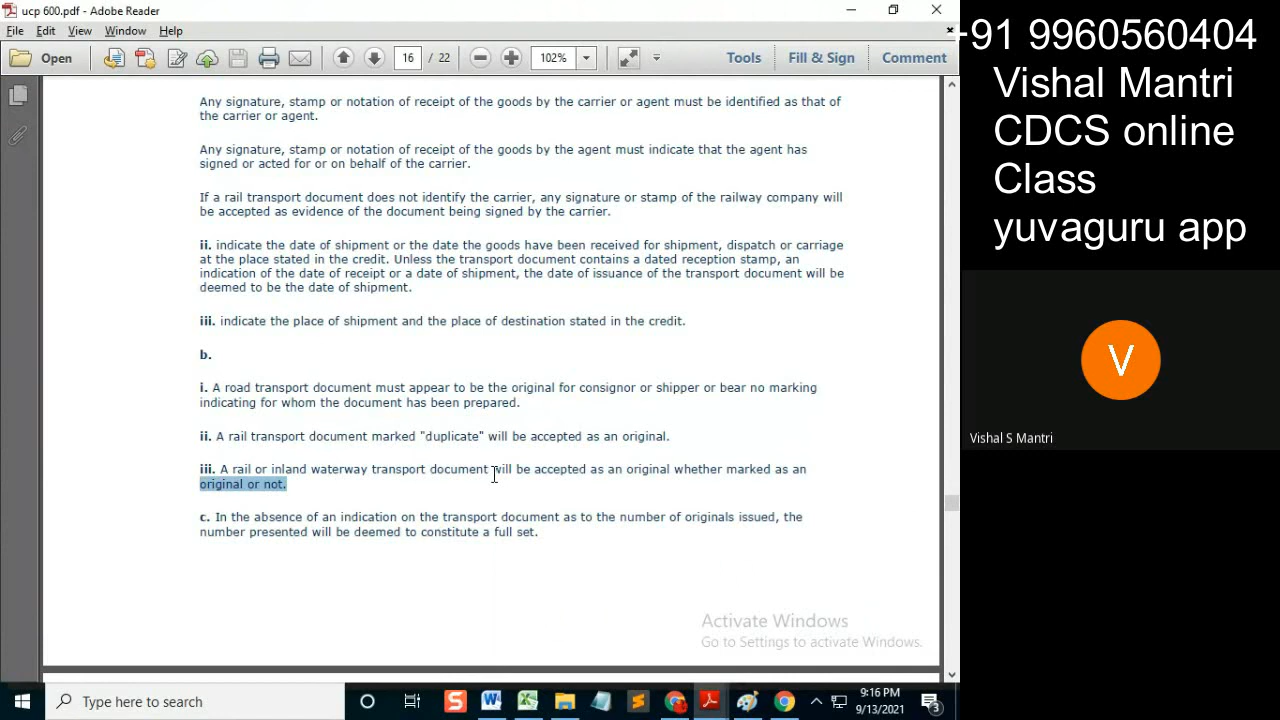 ucp 600.pdf - Adobe Reader
File Edit View Window Help
Open 16 / 22 102% Tools Fill & Sign Comment
Any signature, stamp or notation of receipt of the goods by the carrier or agent must be identified as that of
the carrier or agent.
Any signature, stamp or notation of receipt of the goods by the agent must indicate that the agent has
signed or acted for or on behalf of the carrier.
If a rail transport document does not identify the carrier, any signature or stamp of the railway company will
be accepted as evidence of the document being signed by the carrier.
ii. indicate the date of shipment or the date the goods have been received for shipment, dispatch or carriage
at the place stated in the credit. Unless the transport document contains a dated reception stamp, an
indication of the date of receipt or a date of shipment, the date of issuance of the transport document will be
deemed to be the date of shipment.
iii. indicate the place of shipment and the place of destination stated in the credit.
b.
i. A road transport document must appear to be the original for consignor or shipper or bear no marking
indicating for whom the document has been prepared.
ii. A rail transport document marked "duplicate" will be accepted as an original.
iii. A rail or inland waterway transport document will be accepted as an original whether marked as an
original or not.
c. In the absence of an indication on the transport document as to the number of originals issued, the
number presented will be deemed to constitute a full set.
Activate Windows
Go to Settings to activate Windows.
Type here to search
9:16 PM
9/13/2021
3
+91 9960560404
Vishal Mantri
CDCS online
Class
yuvaguru app
V
Vishal S Mantri